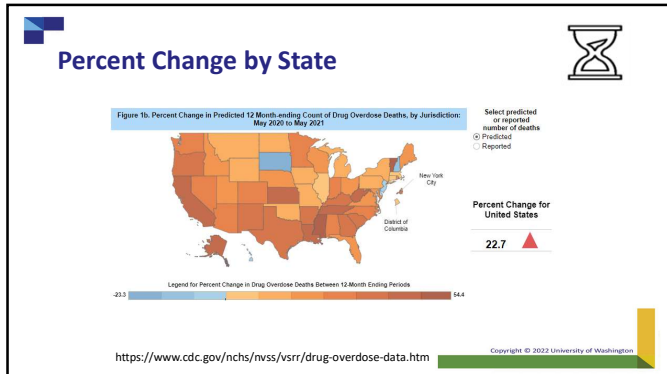 Percent Change by State
Figure 1b. Percent Change in Predicted 12 Month-ending Count of Drug Overdose Deaths, by Jurisdiction:
May 2020 to May 2021
Select predicted
or reported
number of deaths
Predicted
Reported
New York
City
District of
Columbia
Percent Change for
United States
22.7
Legend for Percent Change in Drug Overdose Deaths Between 12-Month Ending Periods
-23.3
54.4
https://www.cdc.gov/nchs/nvss/vsrr/drug-overdose-data.htm
Copyright © 2022 University of Washington